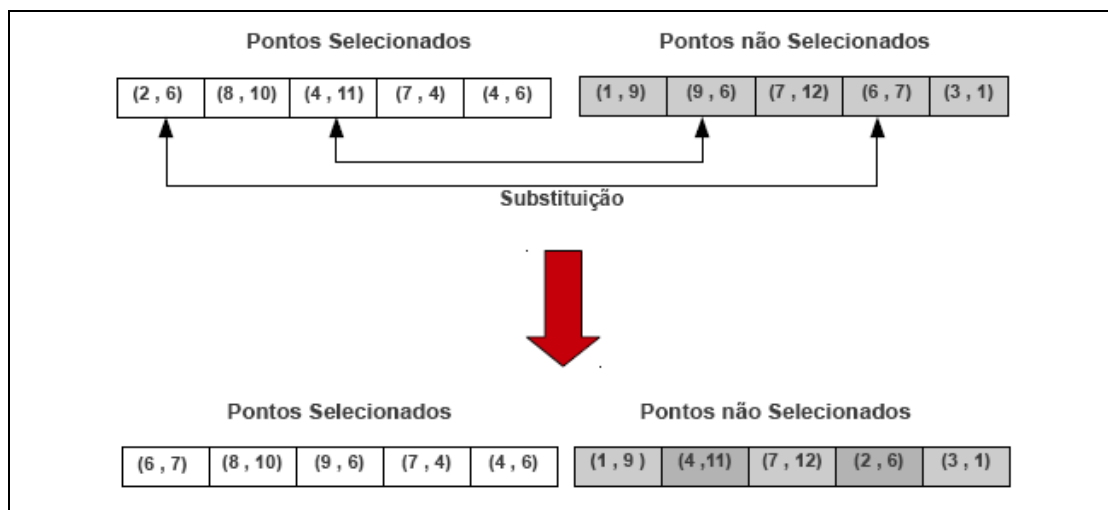 Pontos Selecionados Pontos não Selecionados
(2 , 6) (8 , 10) (4 , 11) (7 , 4) (4 , 6) (1 , 9) (9 , 6) (7 , 12) (6 , 7) (3 , 1)
Substituição
Pontos Selecionados Pontos não Selecionados
(6 , 7) (8 , 10) (9 , 6) (7 , 4) (4 , 6) (1 , 9 ) (4 ,11) (7 , 12) (2 , 6) (3 , 1)